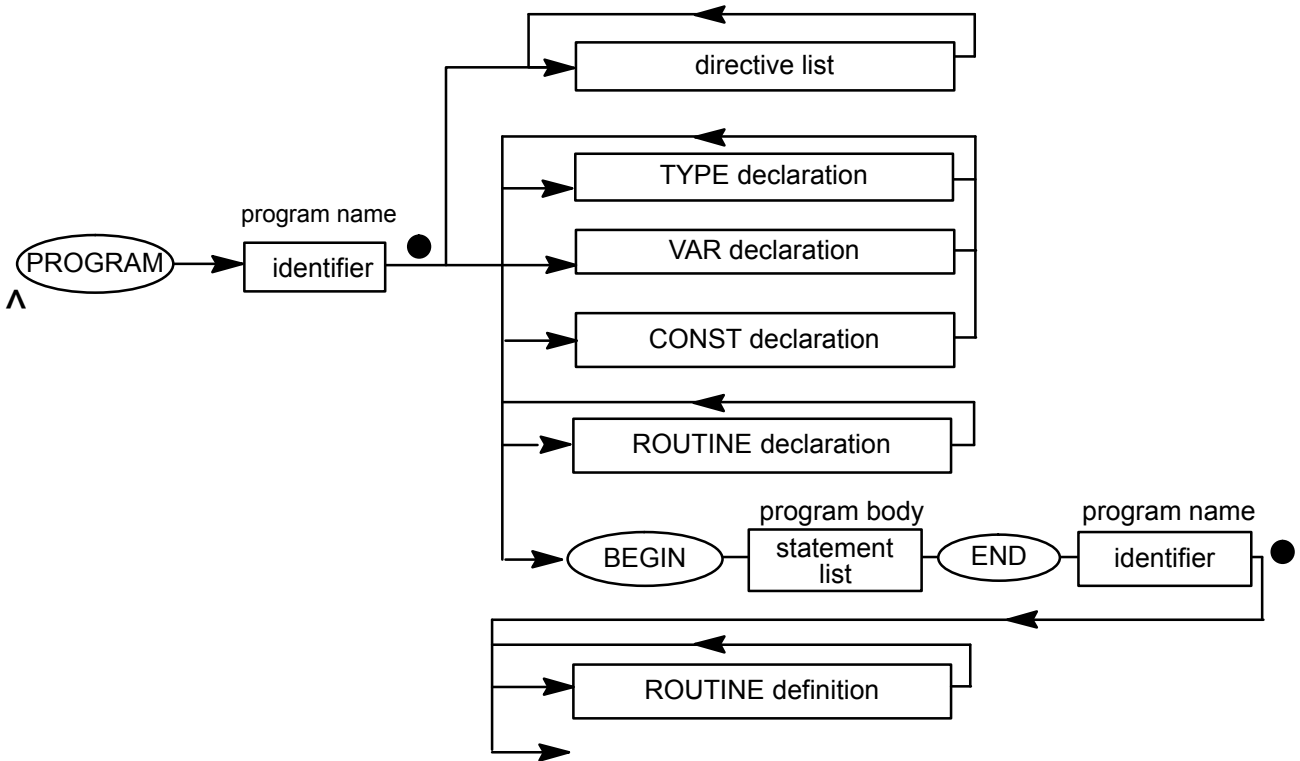 directive list
TYPE declaration
program name
PROGRAM
identifier
VAR declaration
^
CONST declaration
ROUTINE declaration
program body
program name
BEGIN
statement
list
END
identifier
ROUTINE definition